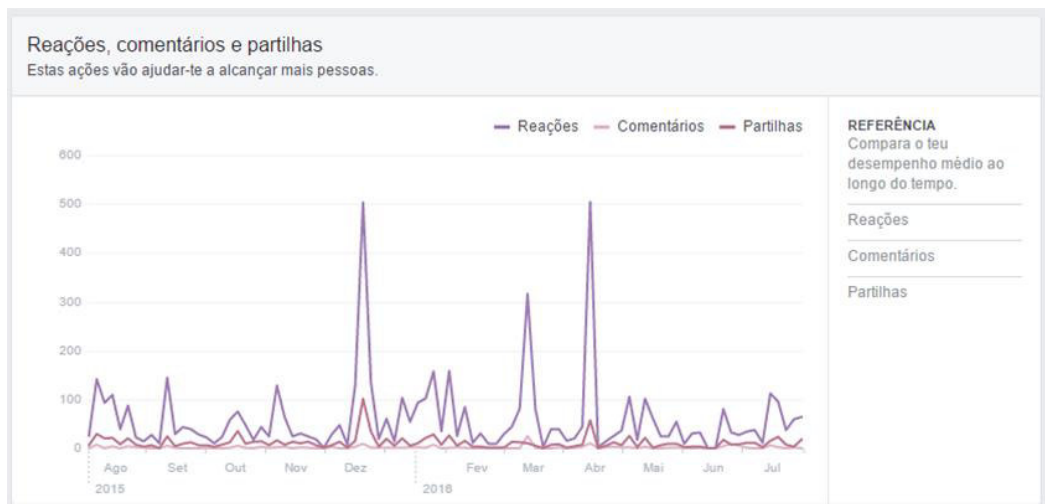 Reações, comentários e partilhas
Estas ações vão ajudar-te a alcançar mais pessoas.
Reações Comentários Partilhas
600
500
400
300
200
100
0
Ago Set Out Nov Dez Fev Mar Abr Mai Jun Jul
2015 2016
REFERÊNCIA
Compara o teu
desempenho médio ao
longo do tempo.
Reações
Comentários
Partilhas